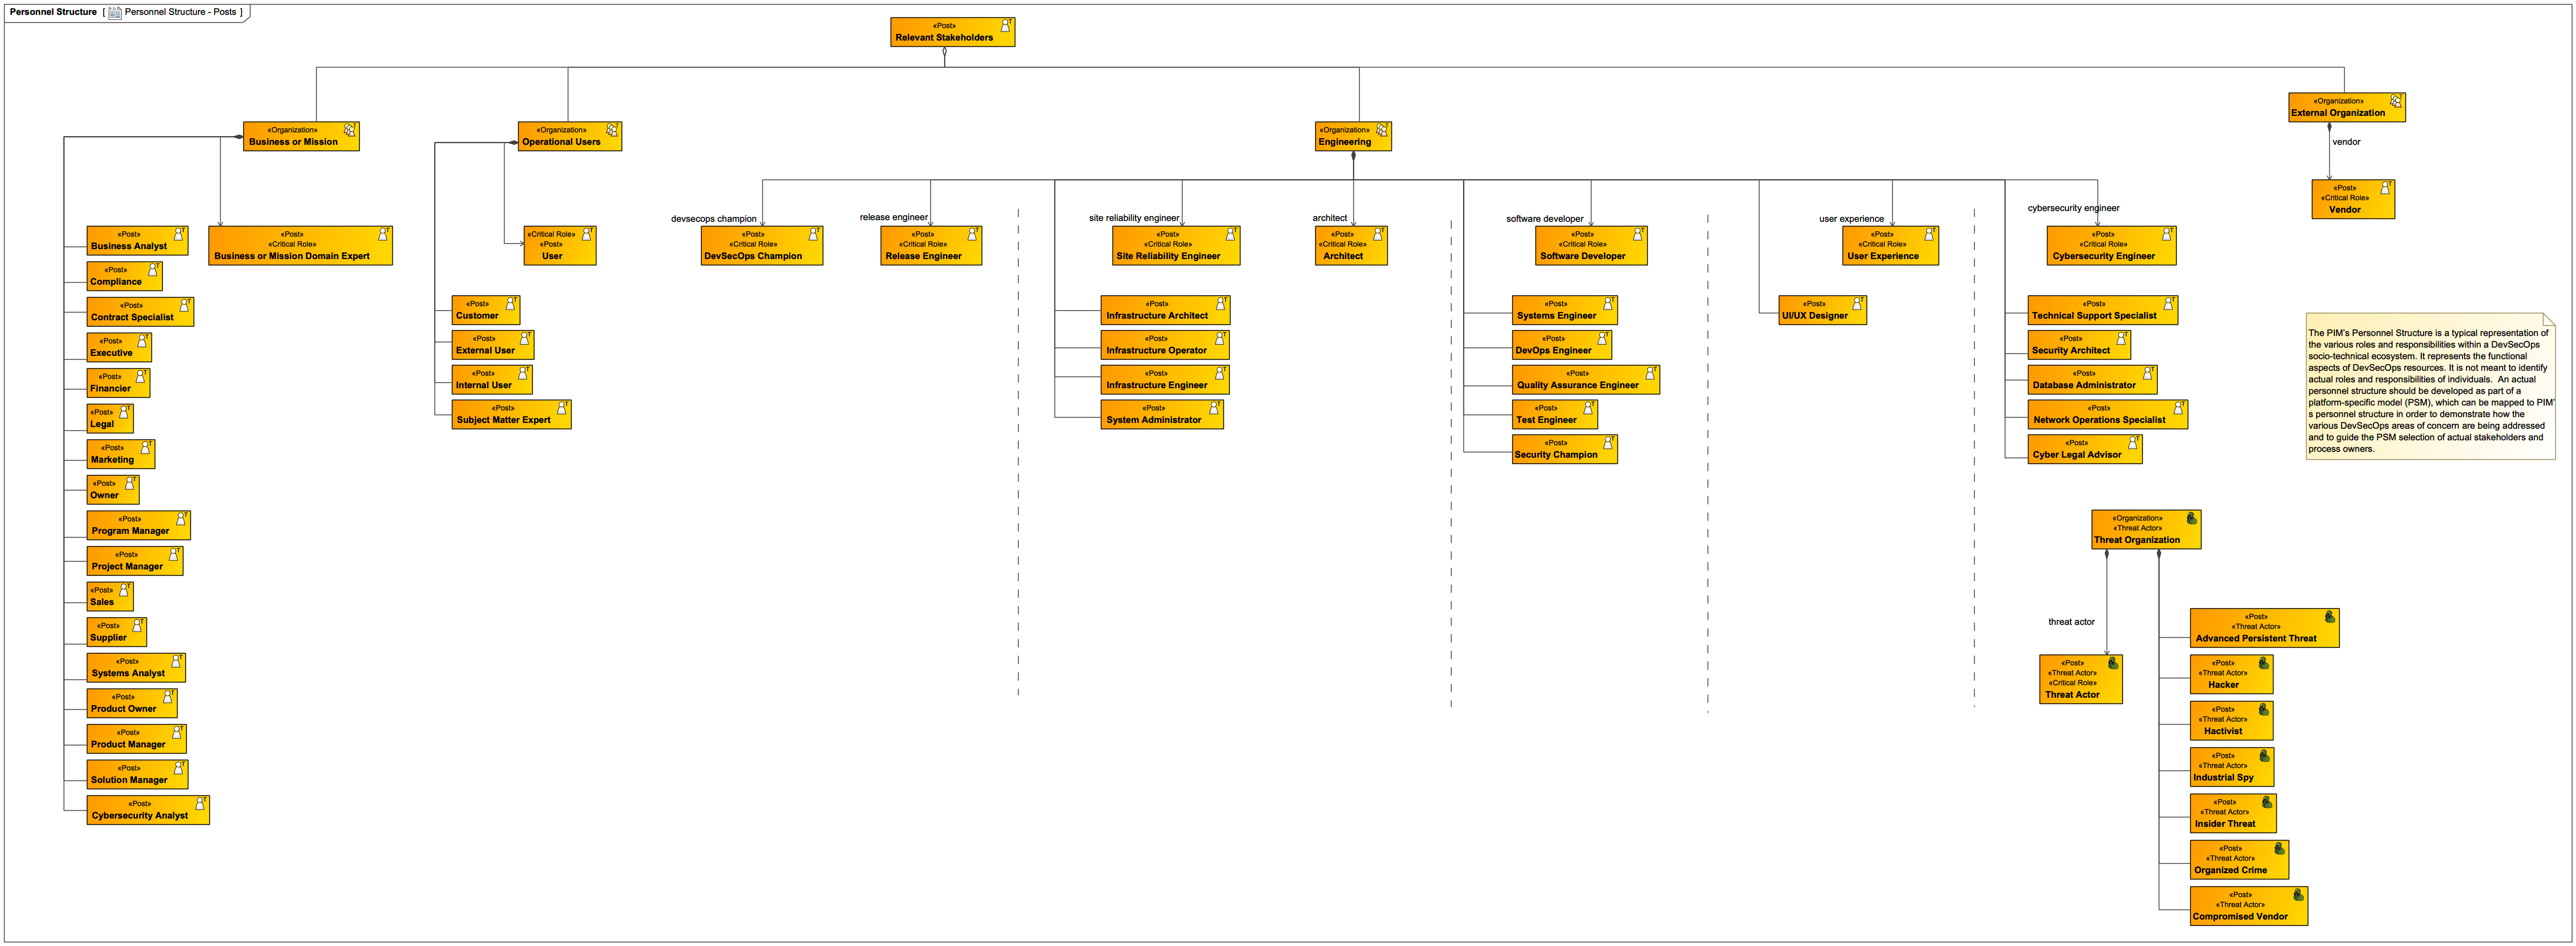 Personnel Structure [ Personnel Structure - Posts ]
«Post»
Relevant Stakeholders
«Organization»
Business or Mission
«Organization»
Operational Users
«Organization»
Engineering
«Organization»
External Organization
vendor
«Post»
«Critical Role»
Vendor
«Post»
Business Analyst
«Post»
Compliance
«Post»
Contract Specialist
«Post»
Executive
«Post»
Financier
«Post»
Legal
«Post»
Marketing
«Post»
Owner
«Post»
Program Manager
«Post»
Project Manager
«Post»
Sales
«Post»
Supplier
«Post»
Systems Analyst
«Post»
Product Owner
«Post»
Product Manager
«Post»
Solution Manager
«Post»
Cybersecurity Analyst
«Post»
«Critical Role»
Business or Mission Domain Expert
«Critical Role»
«Post»
User
«Post»
Customer
«Post»
External User
«Post»
Internal User
«Post»
Subject Matter Expert
devsecops champion
«Post»
«Critical Role»
DevSecOps Champion
release engineer
«Post»
«Critical Role»
Release Engineer
site reliability engineer
«Post»
«Critical Role»
Site Reliability Engineer
«Post»
Infrastructure Architect
«Post»
Infrastructure Operator
«Post»
Infrastructure Engineer
«Post»
System Administrator
architect
«Post»
«Critical Role»
Architect
software developer
«Post»
«Critical Role»
Software Developer
«Post»
Systems Engineer
«Post»
DevOps Engineer
«Post»
Quality Assurance Engineer
«Post»
Test Engineer
«Post»
Security Champion
user experience
«Post»
«Critical Role»
User Experience
«Post»
UI/UX Designer
cybersecurity engineer
«Post»
«Critical Role»
Cybersecurity Engineer
«Post»
Technical Support Specialist
«Post»
Security Architect
«Post»
Database Administrator
«Post»
Network Operations Specialist
«Post»
Cyber Legal Advisor
The PIM's Personnel Structure is a typical representation of
the various roles and responsibilities within a DevSecOps
socio-technical ecosystem. It represents the functional
aspects of DevSecOps resources. It is not meant to identify
actual roles and responsibilities of individuals.  An actual
personnel structure should be developed as part of a
platform-specific model (PSM), which can be mapped to PIM'
s personnel structure in order to demonstrate how the
various DevSecOps areas of concern are being addressed
and to guide the PSM selection of actual stakeholders and
process owners.
«Organization»
«Threat Actor»
Threat Organization
threat actor
«Post»
«Threat Actor»
«Critical Role»
Threat Actor
«Post»
«Threat Actor»
Advanced Persistent Threat
«Post»
«Threat Actor»
Hacker
«Post»
«Threat Actor»
Hactivist
«Post»
«Threat Actor»
Industrial Spy
«Post»
«Threat Actor»
Insider Threat
«Post»
«Threat Actor»
Organized Crime
«Post»
«Threat Actor»
Compromised Vendor